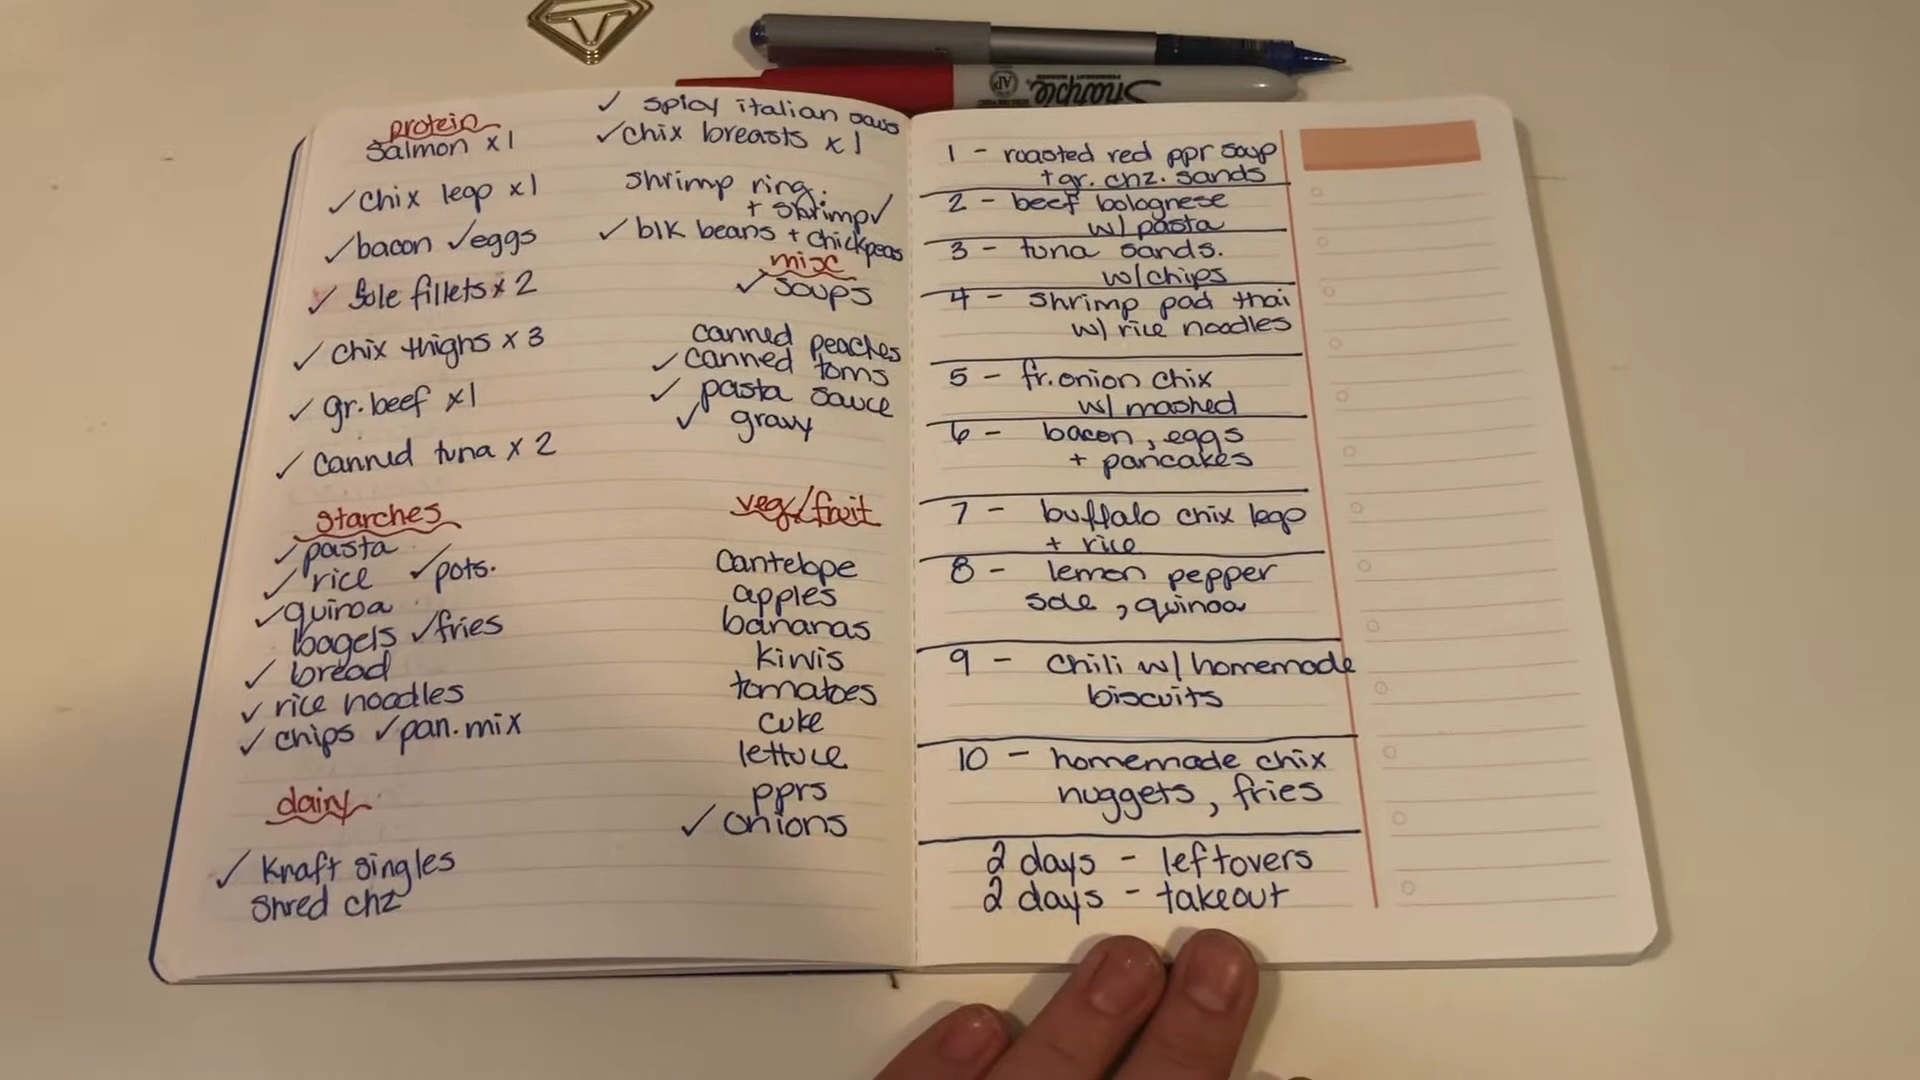 protein
salmon x 1
✓ chix legs x1
✓ bacon ✓ eggs
✓ sole fillets x 2
✓ chix thighs x 3
✓ gr. beef x1
✓ canned tuna x 2
starches
✓ pasta
✓ rice ✓ pots.
✓ quinoa
bagels ✓ fries
✓ bread
✓ rice noodles
✓ chips ✓ pan. mix
dairy
✓ Kraft singles
shred chz
✓ spicy italian saus
✓ chix breasts x 1
shrimp ring
+ shrimp ✓
✓ blk beans + chickpeas
misc
✓ soups
canned peaches
✓ canned toms
✓ pasta sauce
✓ gravy
veg/fruit
cantelope
apples
bananas
kiwis
tomatoes
cuke
lettuce
pprs
✓ onions
Sharpie
AP
1 - roasted red ppr soup
+ gr. chz. sands
2 - beef bolognese
w/ pasta
3 - tuna sands.
w/chips
4 - shrimp pad thai
w/ rice noodles
5 - fr. onion chix
w/ mashed
6 - bacon, eggs
+ pancakes
7 - buffalo chix legs
+ rice
8 - lemon pepper
sole, quinoa
9 - chili w/ homemade
biscuits
10 - homemade chix
nuggets, fries
2 days - leftovers
2 days - takeout